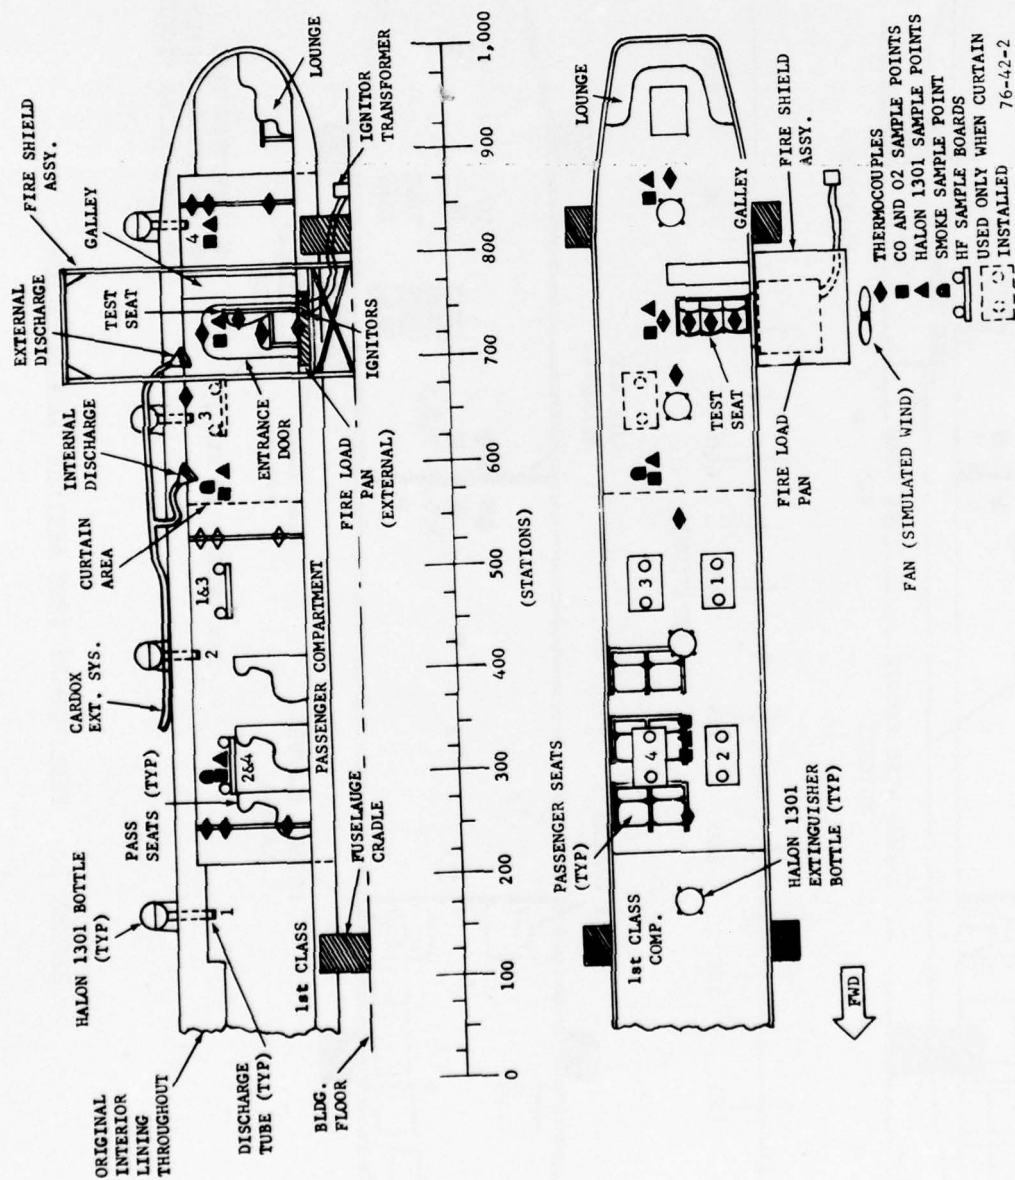 ORIGINAL
INTERIOR
LINING
THROUGHOUT
HALON 1301 BOTTLE
(TYP)
DISCHARGE
TUBE (TYP)
BLDG.
FLOOR
1
1st CLASS
PASS
SEATS (TYP)
CARDOX
EXT. SYS.
CURTAIN
AREA
INTERNAL
DISCHARGE
EXTERNAL
DISCHARGE
TEST
SEAT
GALLEY
FIRE SHIELD
ASSY.
LOUNGE
2
3
4
1&3
2&4
PASSENGER COMPARTMENT
FUSELAUGE
CRADLE
ENTRANCE
DOOR
FIRE LOAD
PAN
(EXTERNAL)
IGNITORS
IGNITOR
TRANSFORMER
0
100
200
300
400
500
600
700
800
900
1,000
(STATIONS)
PASSENGER SEATS
(TYP)
1st CLASS
COMP.
HALON 1301
EXTINGUISHER
BOTTLE (TYP)
4
2
3
1
LOUNGE
GALLEY
TEST
SEAT
FIRE LOAD
PAN
FIRE SHIELD
ASSY.
FAN (SIMULATED WIND)
FWD
THERMOCOUPLES
CO AND O2 SAMPLE POINTS
HALON 1301 SAMPLE POINTS
SMOKE SAMPLE POINT
HF SAMPLE BOARDS
USED ONLY WHEN CURTAIN
INSTALLED
76-42-2